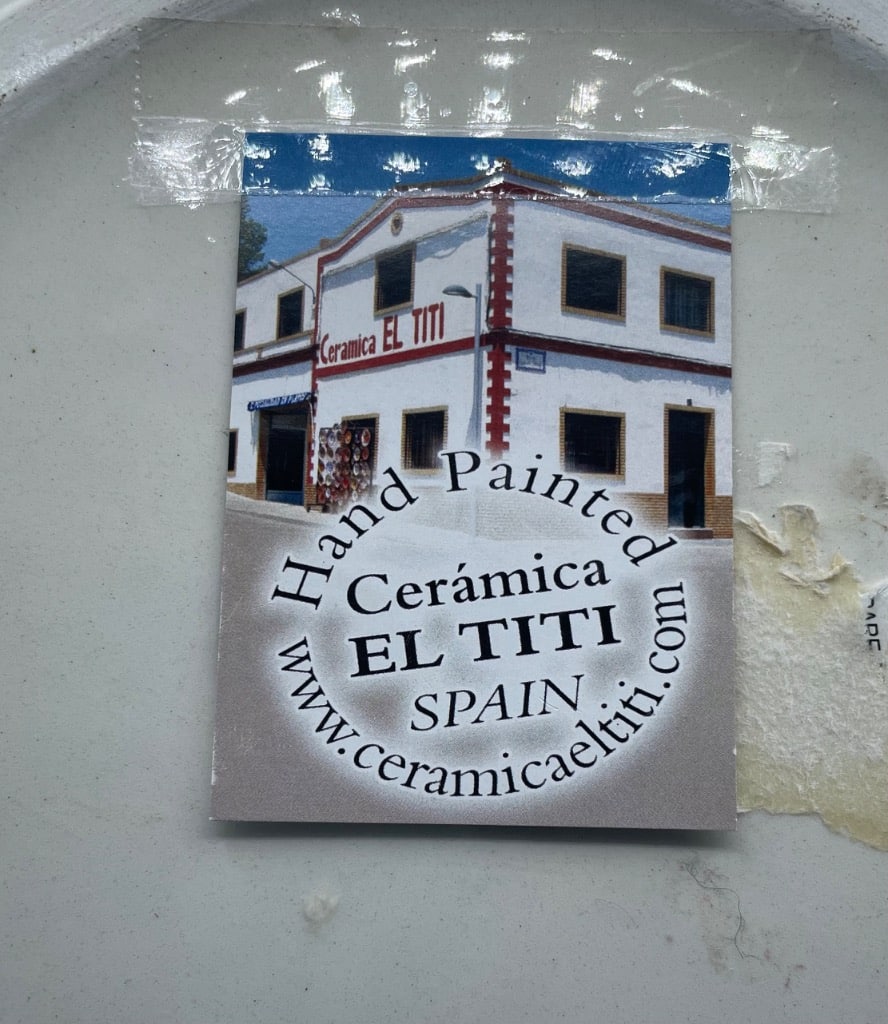 Ceramica EL TITI
Hand Painted
Cerámica
EL TITI
SPAIN
www.ceramicaeltiti.com